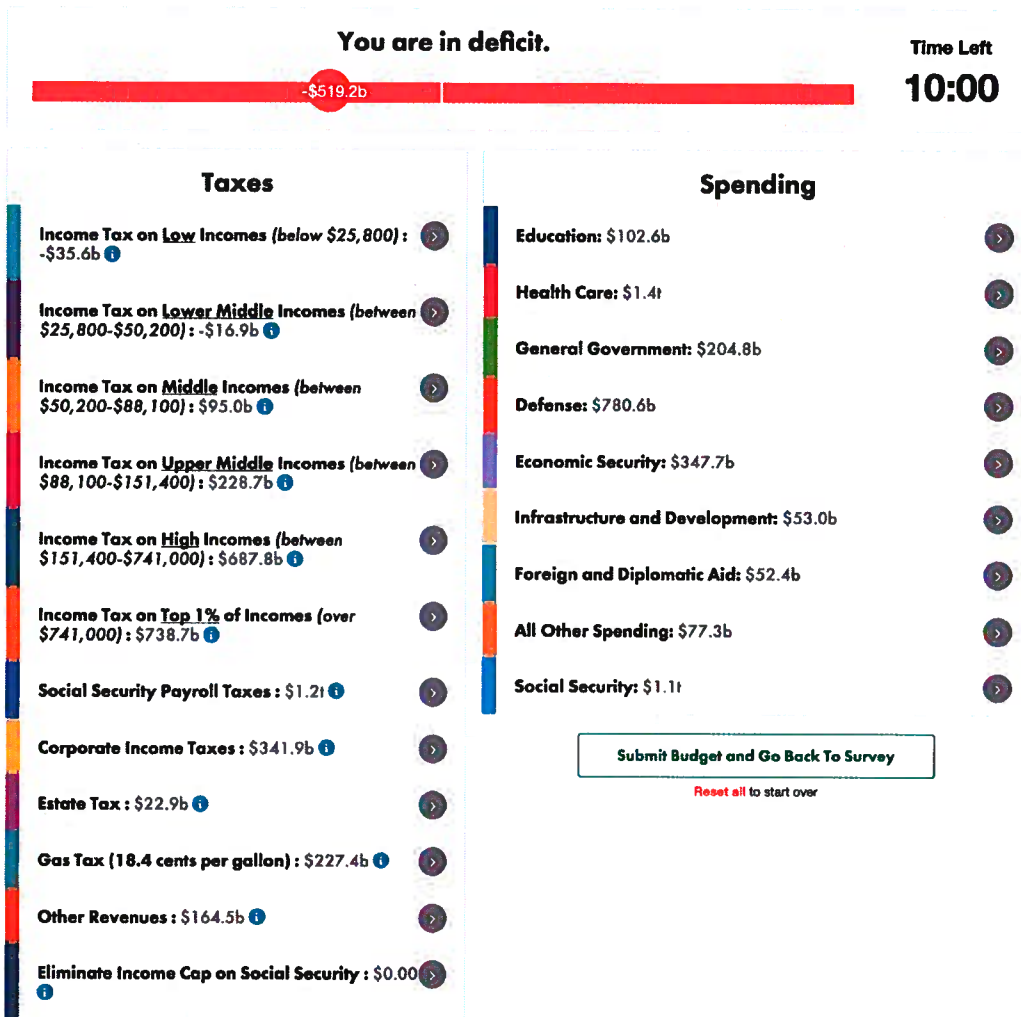 You are in deficit.
Time Left
-$519.2b
10:00
Taxes
Income Tax on Low Incomes (below $25,800) :
-$35.6b i
Income Tax on Lower Middle Incomes (between
$25,800-$50,200) : -$16.9b i
Income Tax on Middle Incomes (between
$50,200-$88,100) : $95.0b i
Income Tax on Upper Middle Incomes (between
$88,100-$151,400) : $228.7b i
Income Tax on High Incomes (between
$151,400-$741,000) : $687.8b i
Income Tax on Top 1% of Incomes (over
$741,000) : $738.7b i
Social Security Payroll Taxes : $1.2t i
Corporate Income Taxes : $341.9b i
Estate Tax : $22.9b i
Gas Tax (18.4 cents per gallon) : $227.4b i
Other Revenues : $164.5b i
Eliminate Income Cap on Social Security : $0.00
i
Spending
Education: $102.6b
Health Care: $1.4t
General Government: $204.8b
Defense: $780.6b
Economic Security: $347.7b
Infrastructure and Development: $53.0b
Foreign and Diplomatic Aid: $52.4b
All Other Spending: $77.3b
Social Security: $1.1t
Submit Budget and Go Back To Survey
Reset all to start over